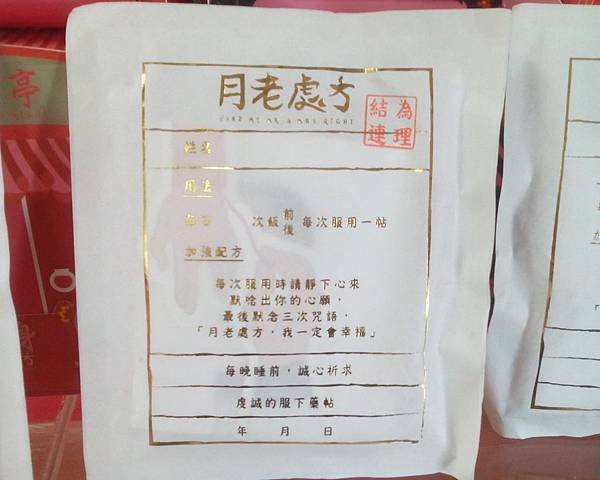 亭
月老處方
結為
連理
姓名
用法
每日 次飯前後 每次服用一帖
加強配方
每次服用時請靜下心來
默唸出你的心願，
最後默念三次咒語，
「月老處方，我一定會幸福」
每晚睡前，誠心祈求
虔誠的服下藥帖
年 月 日